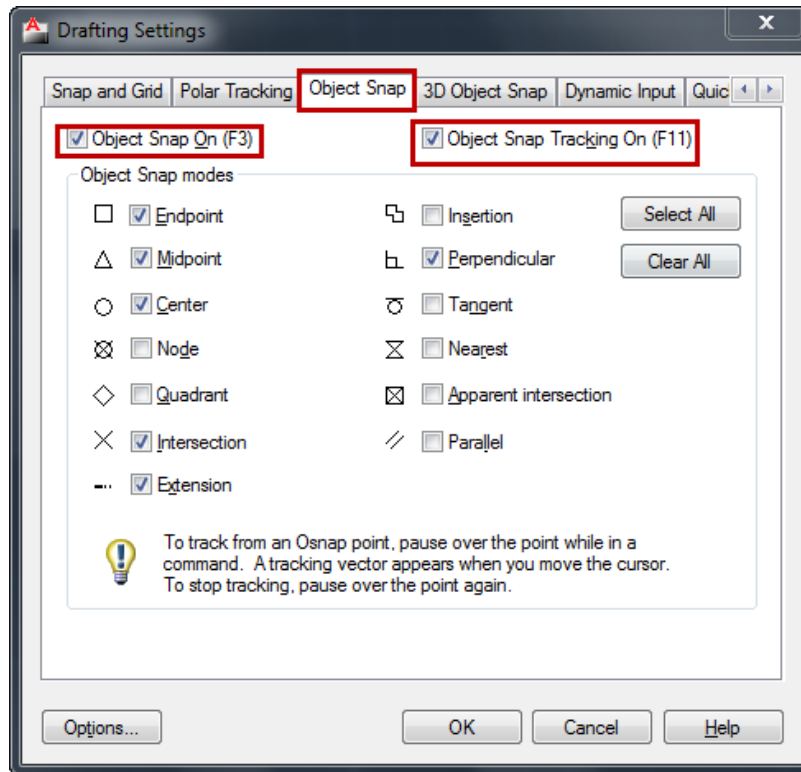 Drafting Settings
Snap and Grid Polar Tracking Object Snap 3D Object Snap Dynamic Input Quic
Object Snap On (F3) Object Snap Tracking On (F11)
Object Snap modes
Endpoint Insertion Select All
Midpoint Perpendicular Clear All
Center Tangent
Node Nearest
Quadrant Apparent intersection
Intersection Parallel
Extension
To track from an Osnap point, pause over the point while in a
command. A tracking vector appears when you move the cursor.
To stop tracking, pause over the point again.
Options... OK Cancel Help